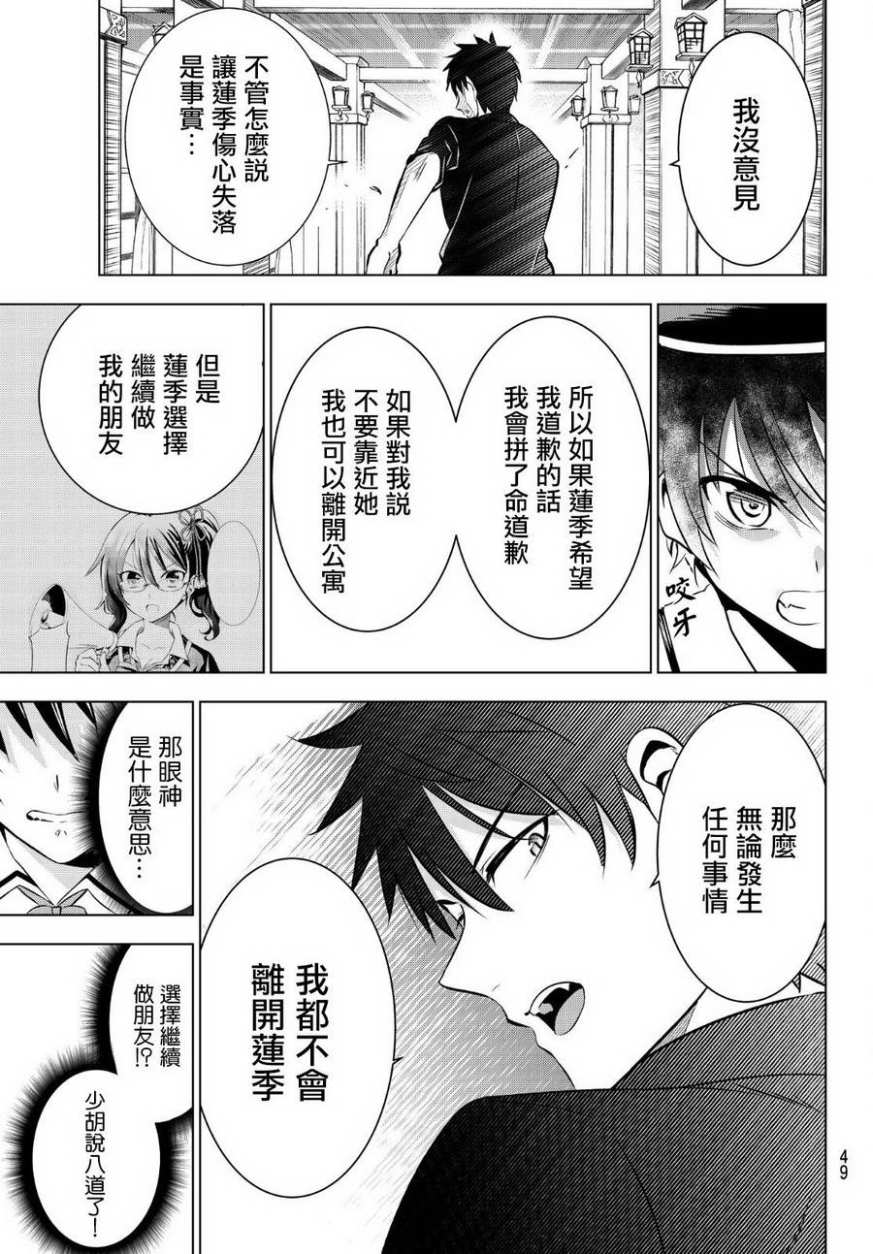 我沒意見
不管怎麼說
讓蓮季傷心失落
是事實…
咬牙
所以如果蓮季希望
我道歉的話
我會拼了命道歉
如果對我說
不要靠近她
我也可以離開公寓
但是
蓮季選擇
繼續做
我的朋友
那麼
無論發生
任何事情
我都不會
離開蓮季
那眼神
是什麼意思…
選擇繼續
做朋友!?
少胡說八道了!
49